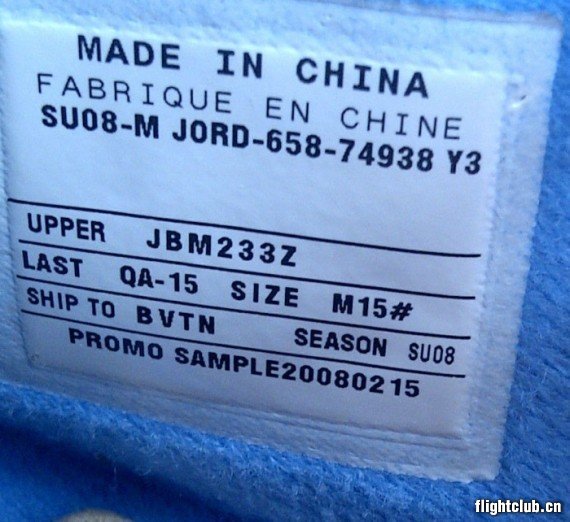 MADE IN CHINA
FABRIQUE EN CHINE
SU08-M JORD-658-74938 Y3
UPPER JBM233Z
LAST QA-15 SIZE M15#
SHIP TO BVTN SEASON SU08
PROMO SAMPLE20080215
flightclub.cn